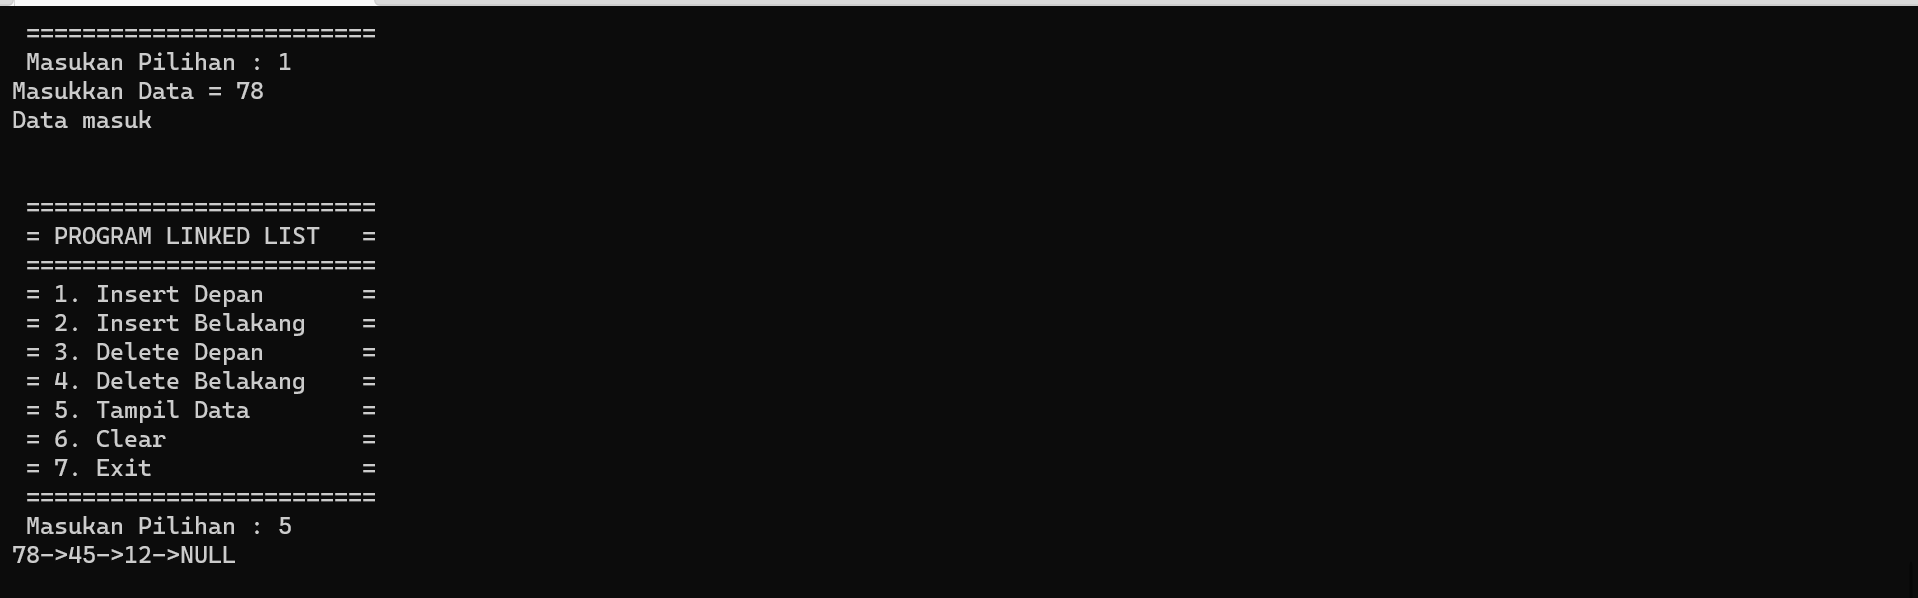 =========================
Masukan Pilihan : 1
Masukkan Data = 78
Data masuk
=========================
= PROGRAM LINKED LIST   =
=========================
= 1. Insert Depan       =
= 2. Insert Belakang    =
= 3. Delete Depan       =
= 4. Delete Belakang    =
= 5. Tampil Data        =
= 6. Clear              =
= 7. Exit               =
=========================
Masukan Pilihan : 5
78->45->12->NULL